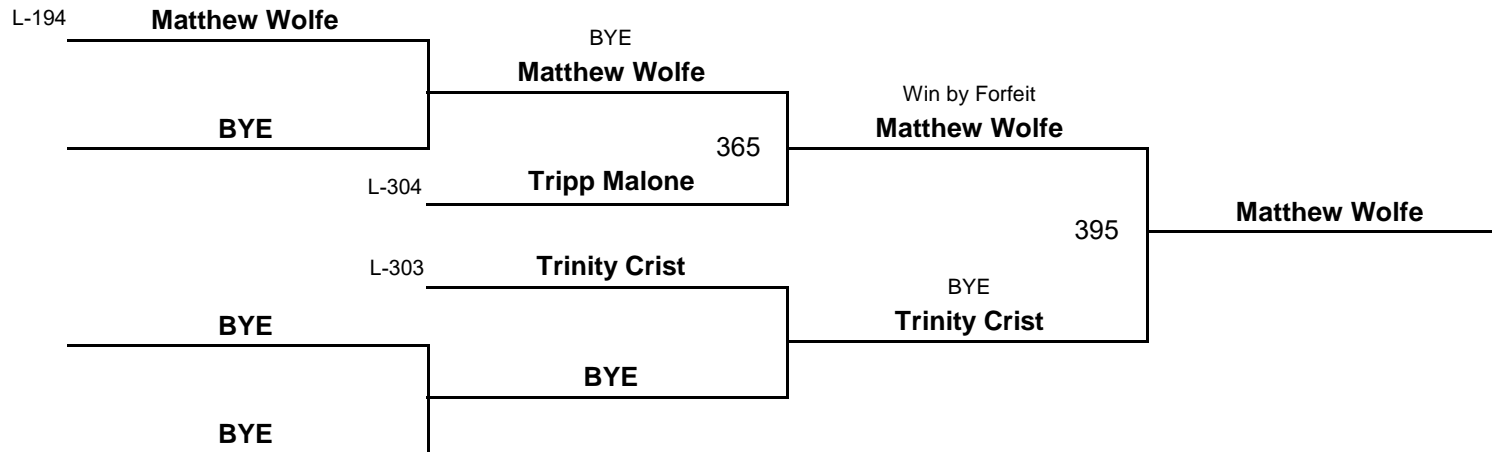 L-194 Matthew Wolfe
BYE
Matthew Wolfe
Win by Forfeit
Matthew Wolfe
BYE
365
L-304 Tripp Malone
Matthew Wolfe
395
L-303 Trinity Crist
BYE
Trinity Crist
BYE
BYE
BYE